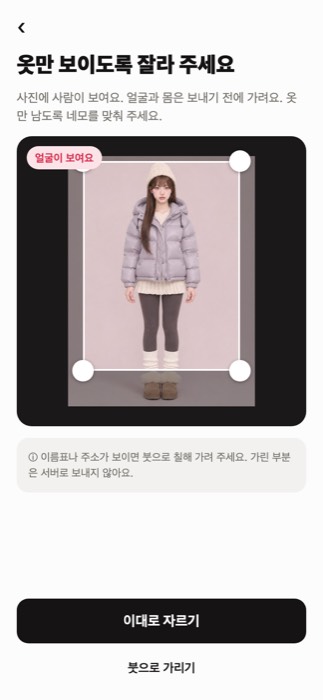 옷만 보이도록 잘라 주세요
사진에 사람이 보여요. 얼굴과 몸은 보내기 전에 가려요. 옷
만 남도록 네모를 맞춰 주세요.
얼굴이 보여요
ⓘ 이름표나 주소가 보이면 붓으로 칠해 가려 주세요. 가린 부분
은 서버로 보내지 않아요.
이대로 자르기
붓으로 가리기